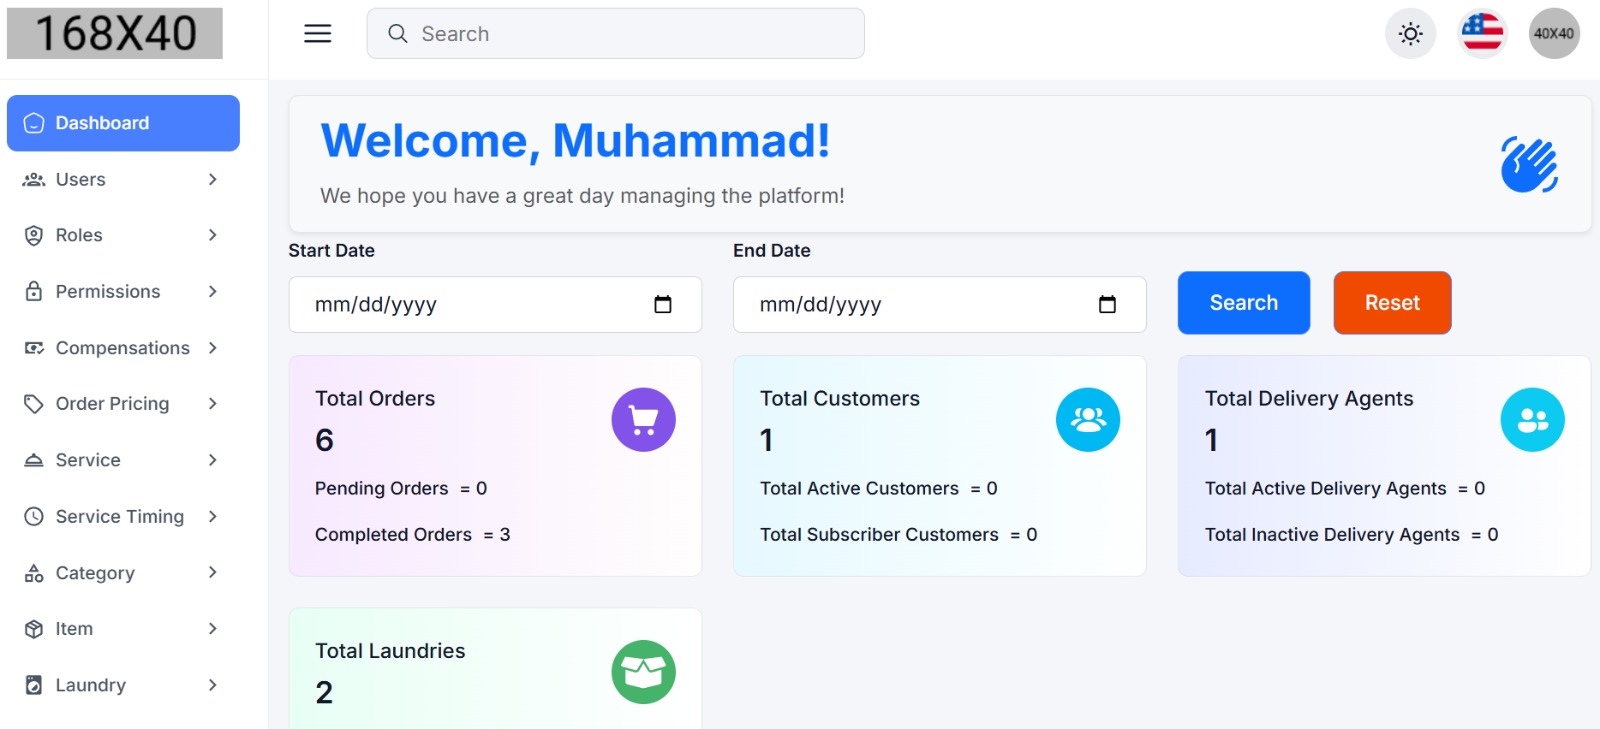 168X40
Search
40X40
Dashboard
Users
Roles
Permissions
Compensations
Order Pricing
Service
Service Timing
Category
Item
Laundry
Welcome, Muhammad!
We hope you have a great day managing the platform!
Start Date
End Date
mm/dd/yyyy
mm/dd/yyyy
Search
Reset
Total Orders
6
Pending Orders = 0
Completed Orders = 3
Total Customers
1
Total Active Customers = 0
Total Subscriber Customers = 0
Total Delivery Agents
1
Total Active Delivery Agents = 0
Total Inactive Delivery Agents = 0
Total Laundries
2